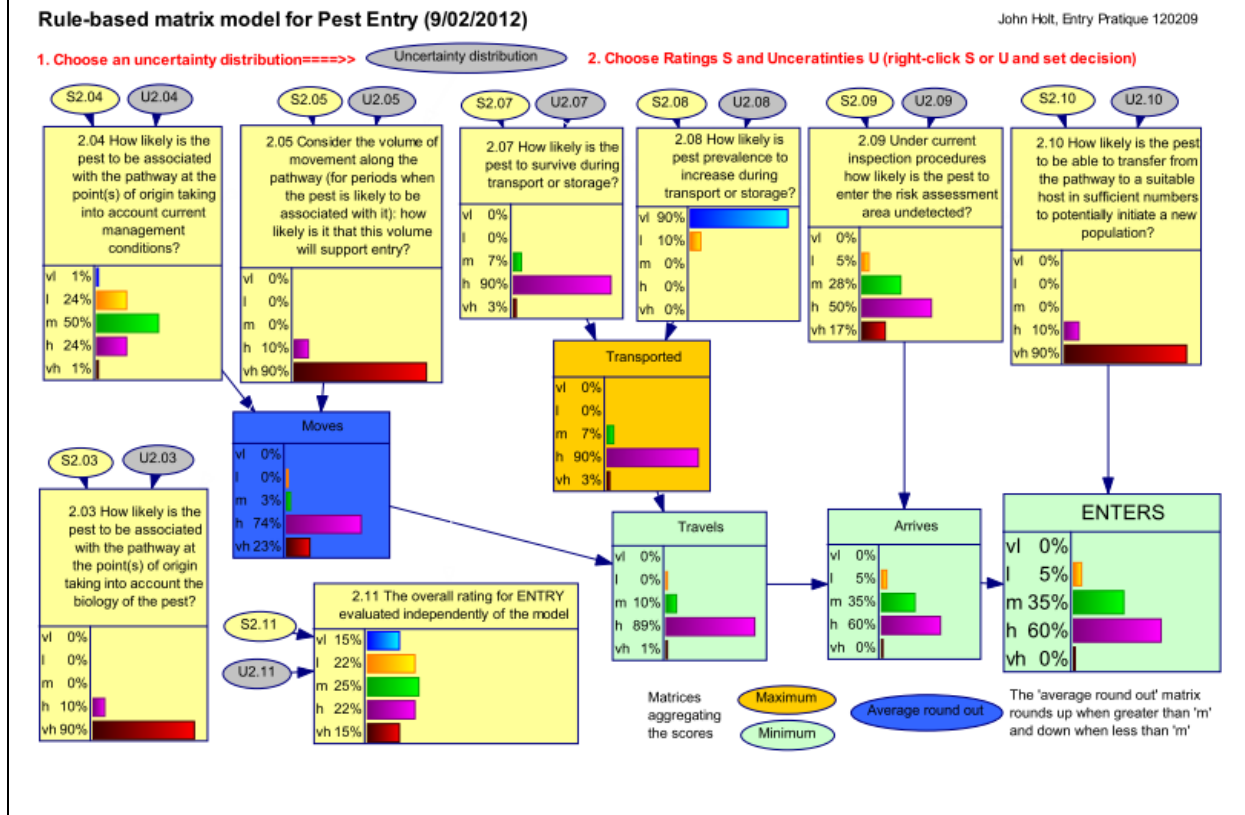 Rule-based matrix model for Pest Entry (9/02/2012)
John Holt, Entry Pratique 120209
1. Choose an uncertainty distribution====>>
Uncertainty distribution
2. Choose Ratings S and Unceratinties U (right-click S or U and set decision)
S2.04
U2.04
2.04 How likely is the
pest to be associated
with the pathway at the
point(s) of origin taking
into account current
management
conditions?
vl 1%
l 24%
m 50%
h 24%
vh 1%
S2.05
U2.05
2.05 Consider the volume of
movement along the
pathway (for periods when
the pest is likely to be
associated with it): how
likely is it that this volume
will support entry?
vl 0%
l 0%
m 0%
h 10%
vh 90%
S2.07
U2.07
2.07 How likely is the
pest to survive during
transport or storage?
vl 0%
l 0%
m 7%
h 90%
vh 3%
S2.08
U2.08
2.08 How likely is
pest prevalence to
increase during
transport or storage?
vl 90%
l 10%
m 0%
h 0%
vh 0%
S2.09
U2.09
2.09 Under current
inspection procedures
how likely is the pest to
enter the risk assessment
area undetected?
vl 0%
l 5%
m 28%
h 50%
vh 17%
S2.10
U2.10
2.10 How likely is the pest
to be able to transfer from
the pathway to a suitable
host in sufficient numbers
to potentially initiate a new
population?
vl 0%
l 0%
m 0%
h 10%
vh 90%
Transported
vl 0%
l 0%
m 7%
h 90%
vh 3%
Moves
vl 0%
l 0%
m 3%
h 74%
vh 23%
S2.03
U2.03
2.03 How likely is the
pest to be associated
with the pathway at
the point(s) of origin
taking into account the
biology of the pest?
vl 0%
l 0%
m 0%
h 10%
vh 90%
Travels
vl 0%
l 0%
m 10%
h 89%
vh 1%
Arrives
vl 0%
l 5%
m 35%
h 60%
vh 0%
ENTERS
vl 0%
l 5%
m 35%
h 60%
vh 0%
S2.11
U2.11
2.11 The overall rating for ENTRY
evaluated independently of the model
vl 15%
l 22%
m 25%
h 22%
vh 15%
Matrices
aggregating
the scores
Maximum
Minimum
Average round out
The 'average round out' matrix
rounds up when greater than 'm'
and down when less than 'm'